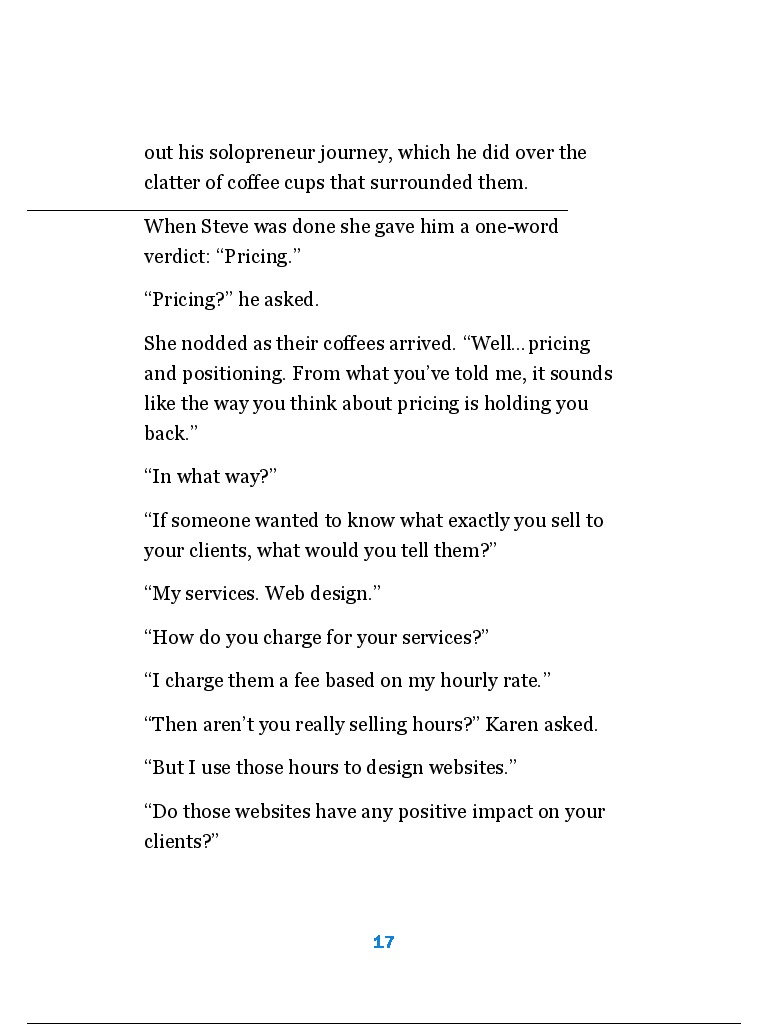 out his solopreneur journey, which he did over the
clatter of coffee cups that surrounded them.
When Steve was done she gave him a one-word
verdict: “Pricing.”
“Pricing?” he asked.
She nodded as their coffees arrived. “Well… pricing
and positioning. From what you’ve told me, it sounds
like the way you think about pricing is holding you
back.”
“In what way?”
“If someone wanted to know what exactly you sell to
your clients, what would you tell them?”
“My services. Web design.”
“How do you charge for your services?”
“I charge them a fee based on my hourly rate.”
“Then aren’t you really selling hours?” Karen asked.
“But I use those hours to design websites.”
“Do those websites have any positive impact on your
clients?”
17